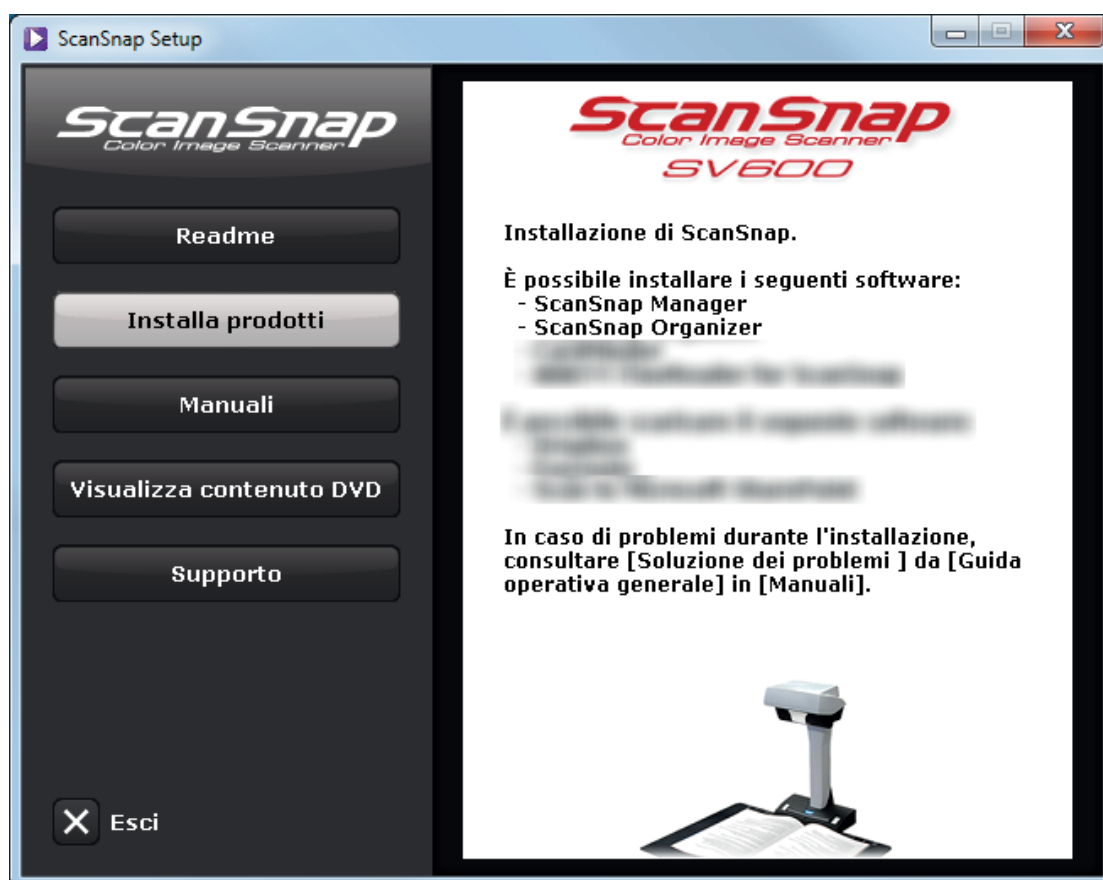 ScanSnap Setup
ScanSnap
Color Image Scanner
Readme
Installa prodotti
Manuali
Visualizza contenuto DVD
Supporto
Esci
ScanSnap
Color Image Scanner
SV600
Installazione di ScanSnap.
È possibile installare i seguenti software:
- ScanSnap Manager
- ScanSnap Organizer
In caso di problemi durante l'installazione,
consultare [Soluzione dei problemi ] da [Guida
operativa generale] in [Manuali].